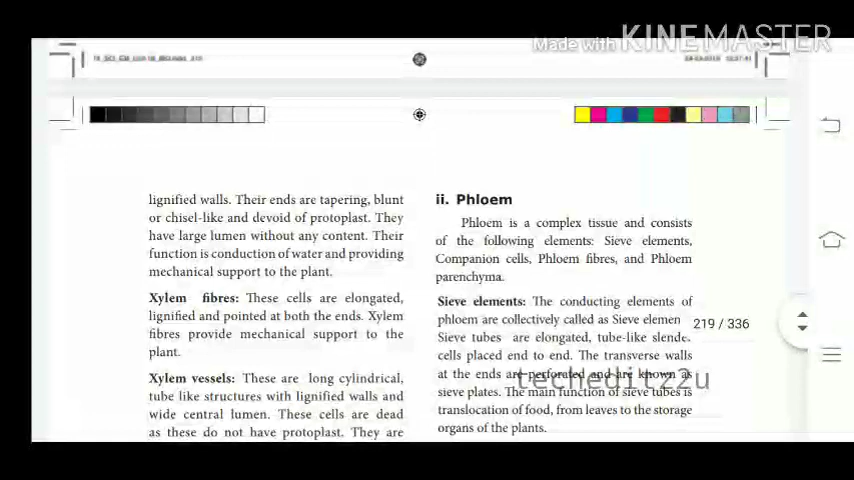 Made with KINEMASTER
lignified walls. Their ends are tapering, blunt
or chisel-like and devoid of protoplast. They
have large lumen without any content. Their
function is conduction of water and providing
mechanical support to the plant.
Xylem fibres: These cells are elongated,
lignified and pointed at both the ends. Xylem
fibres provide mechanical support to the
plant.
Xylem vessels: These are long cylindrical,
tube like structures with lignified walls and
wide central lumen. These cells are dead
as these do not have protoplast. They are
ii. Phloem
Phloem is a complex tissue and consists
of the following elements: Sieve elements,
Companion cells, Phloem fibres, and Phloem
parenchyma.
Sieve elements: The conducting elements of
phloem are collectively called as Sieve elemen
Sieve tubes are elongated, tube-like slende
cells placed end to end. The transverse walls
at the ends are perforated and are known as
sieve plates. The main function of sieve tubes is
translocation of food, from leaves to the storage
organs of the plants.
219 / 336
techeditz2u